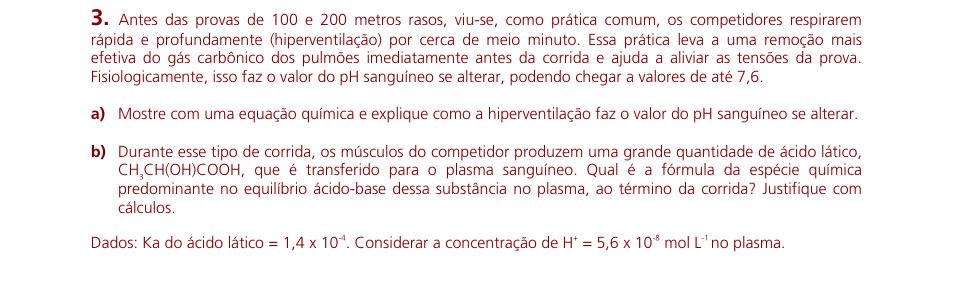 3. Antes das provas de 100 e 200 metros rasos, viu-se, como prática comum, os competidores respirarem
rápida e profundamente (hiperventilação) por cerca de meio minuto. Essa prática leva a uma remoção mais
efetiva do gás carbônico dos pulmões imediatamente antes da corrida e ajuda a aliviar as tensões da prova.
Fisiologicamente, isso faz o valor do pH sanguíneo se alterar, podendo chegar a valores de até 7,6.
a) Mostre com uma equação química e explique como a hiperventilação faz o valor do pH sanguíneo se alterar.
b) Durante esse tipo de corrida, os músculos do competidor produzem uma grande quantidade de ácido lático,
CH₃CH(OH)COOH, que é transferido para o plasma sanguíneo. Qual é a fórmula da espécie química
predominante no equilíbrio ácido-base dessa substância no plasma, ao término da corrida? Justifique com
cálculos.
Dados: Ka do ácido lático = 1,4 x 10⁻⁴. Considerar a concentração de H⁺ = 5,6 x 10⁻⁸ mol L⁻¹ no plasma.